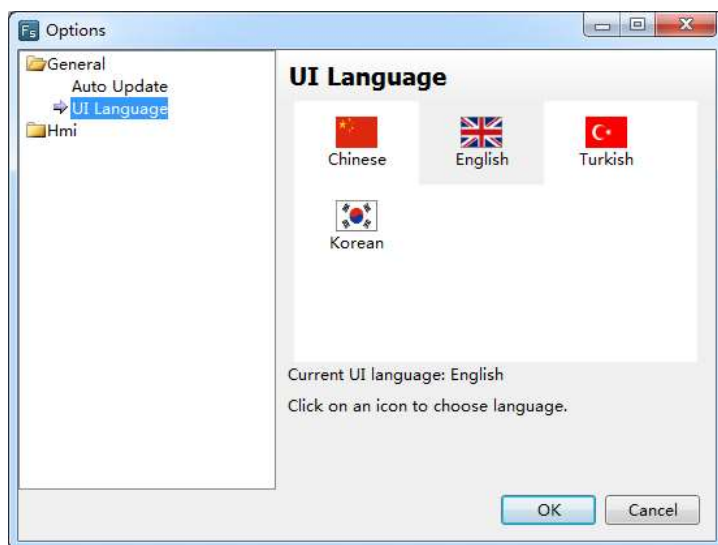 Fs Options
General
Auto Update
UI Language
Hmi
UI Language
Chinese English Turkish
Korean
Current UI language: English
Click on an icon to choose language.
OK Cancel